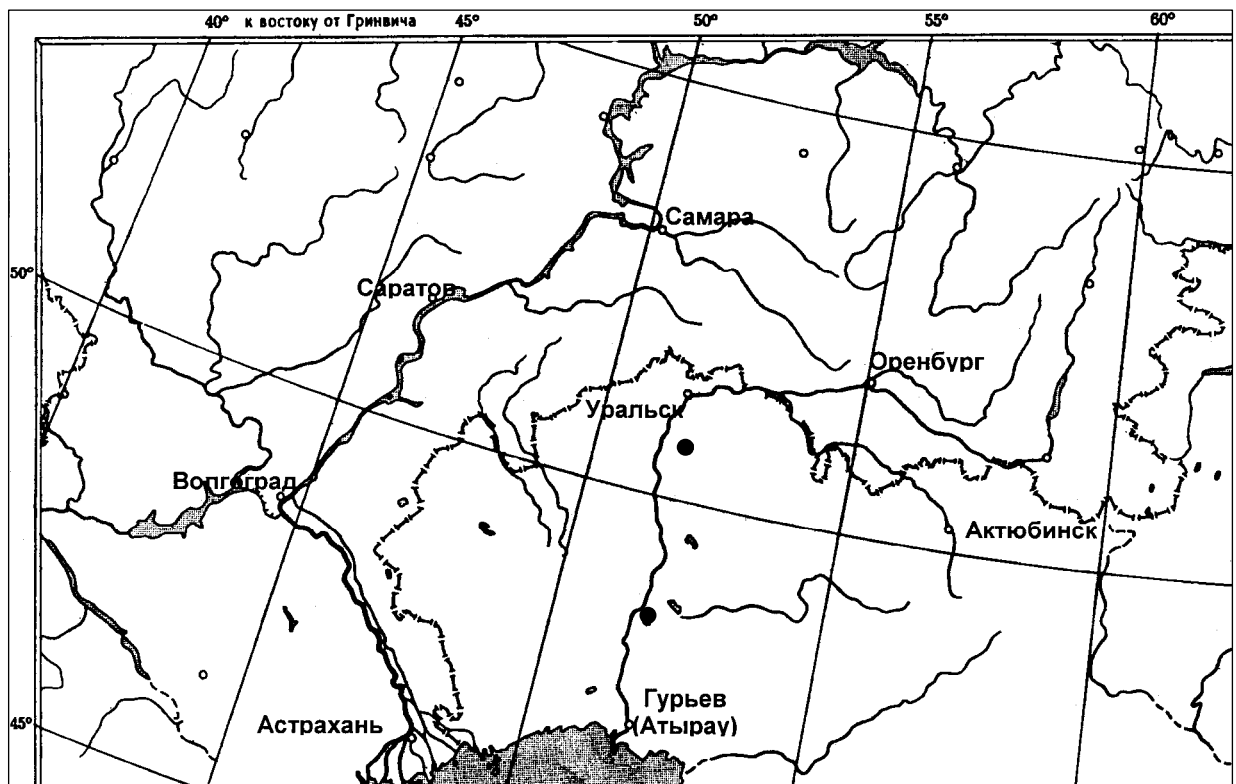 40° к востоку от Гринвича 45° 50° 55° 60°
Самара
50°
Саратов
Оренбург
Уральск
Волгоград
Актюбинск
Гурьев
(Атырау)
45°
Астрахань